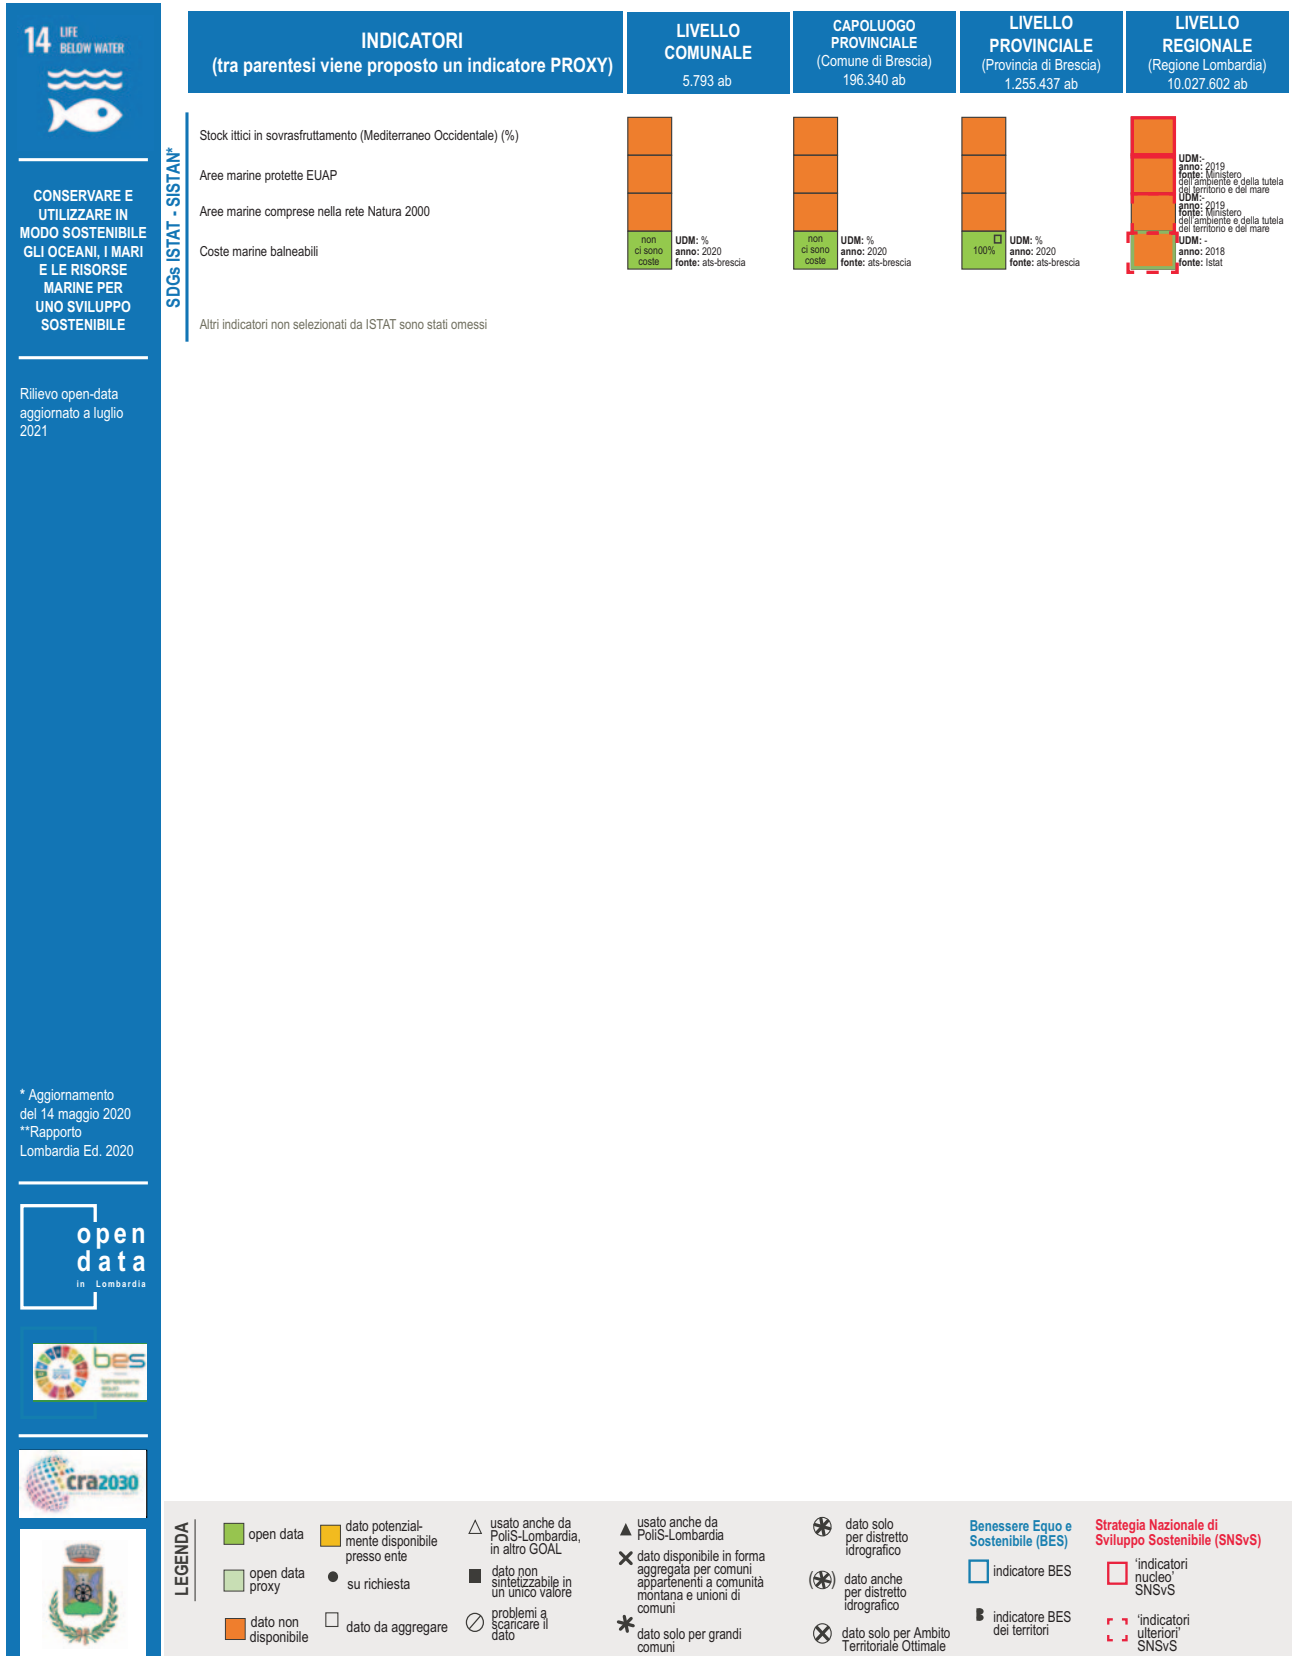 14 LIFE
BELOW WATER
CONSERVARE E
UTILIZZARE IN
MODO SOSTENIBILE
GLI OCEANI, I MARI
E LE RISORSE
MARINE PER
UNO SVILUPPO
SOSTENIBILE
Rilievo open-data
aggiornato a luglio
2021
* Aggiornamento
del 14 maggio 2020
**Rapporto
Lombardia Ed. 2020
open
data
in Lombardia
bes
benessere
equo
sostenibile
cra2030
INDICATORI
(tra parentesi viene proposto un indicatore PROXY)
LIVELLO
COMUNALE
5.793 ab
CAPOLUOGO
PROVINCIALE
(Comune di Brescia)
196.340 ab
LIVELLO
PROVINCIALE
(Provincia di Brescia)
1.255.437 ab
LIVELLO
REGIONALE
(Regione Lombardia)
10.027.602 ab
SDGs ISTAT - SISTAN*
Stock ittici in sovrasfruttamento (Mediterraneo Occidentale) (%)
Aree marine protette EUAP
UDM:-
anno: 2019
fonte: Ministero
dell'ambiente e della tutela
del territorio e del mare
Aree marine comprese nella rete Natura 2000
UDM:-
anno: 2019
fonte: Ministero
dell'ambiente e della tutela
del territorio e del mare
Coste marine balneabili
non
ci sono
coste
UDM: %
anno: 2020
fonte: ats-brescia
non
ci sono
coste
UDM: %
anno: 2020
fonte: ats-brescia
100%
UDM: %
anno: 2020
fonte: ats-brescia
UDM: -
anno: 2018
fonte: Istat
Altri indicatori non selezionati da ISTAT sono stati omessi
LEGENDA
open data
open data
proxy
dato non
disponibile
dato potenzial-
mente disponibile
presso ente
su richiesta
dato da aggregare
usato anche da
PoliS-Lombardia,
in altro GOAL
dato non
sintetizzabile in
un unico valore
problemi a
scaricare il
dato
usato anche da
PoliS-Lombardia
dato disponibile in forma
aggregata per comuni
appartenenti a comunità
montana e unioni di
comuni
dato solo per grandi
comuni
dato solo
per distretto
idrografico
dato anche
per distretto
idrografico
dato solo per Ambito
Territoriale Ottimale
Benessere Equo e
Sostenibile (BES)
indicatore BES
indicatore BES
dei territori
Strategia Nazionale di
Sviluppo Sostenibile (SNSvS)
'indicatori
nucleo'
SNSvS
'indicatori
ulteriori'
SNSvS